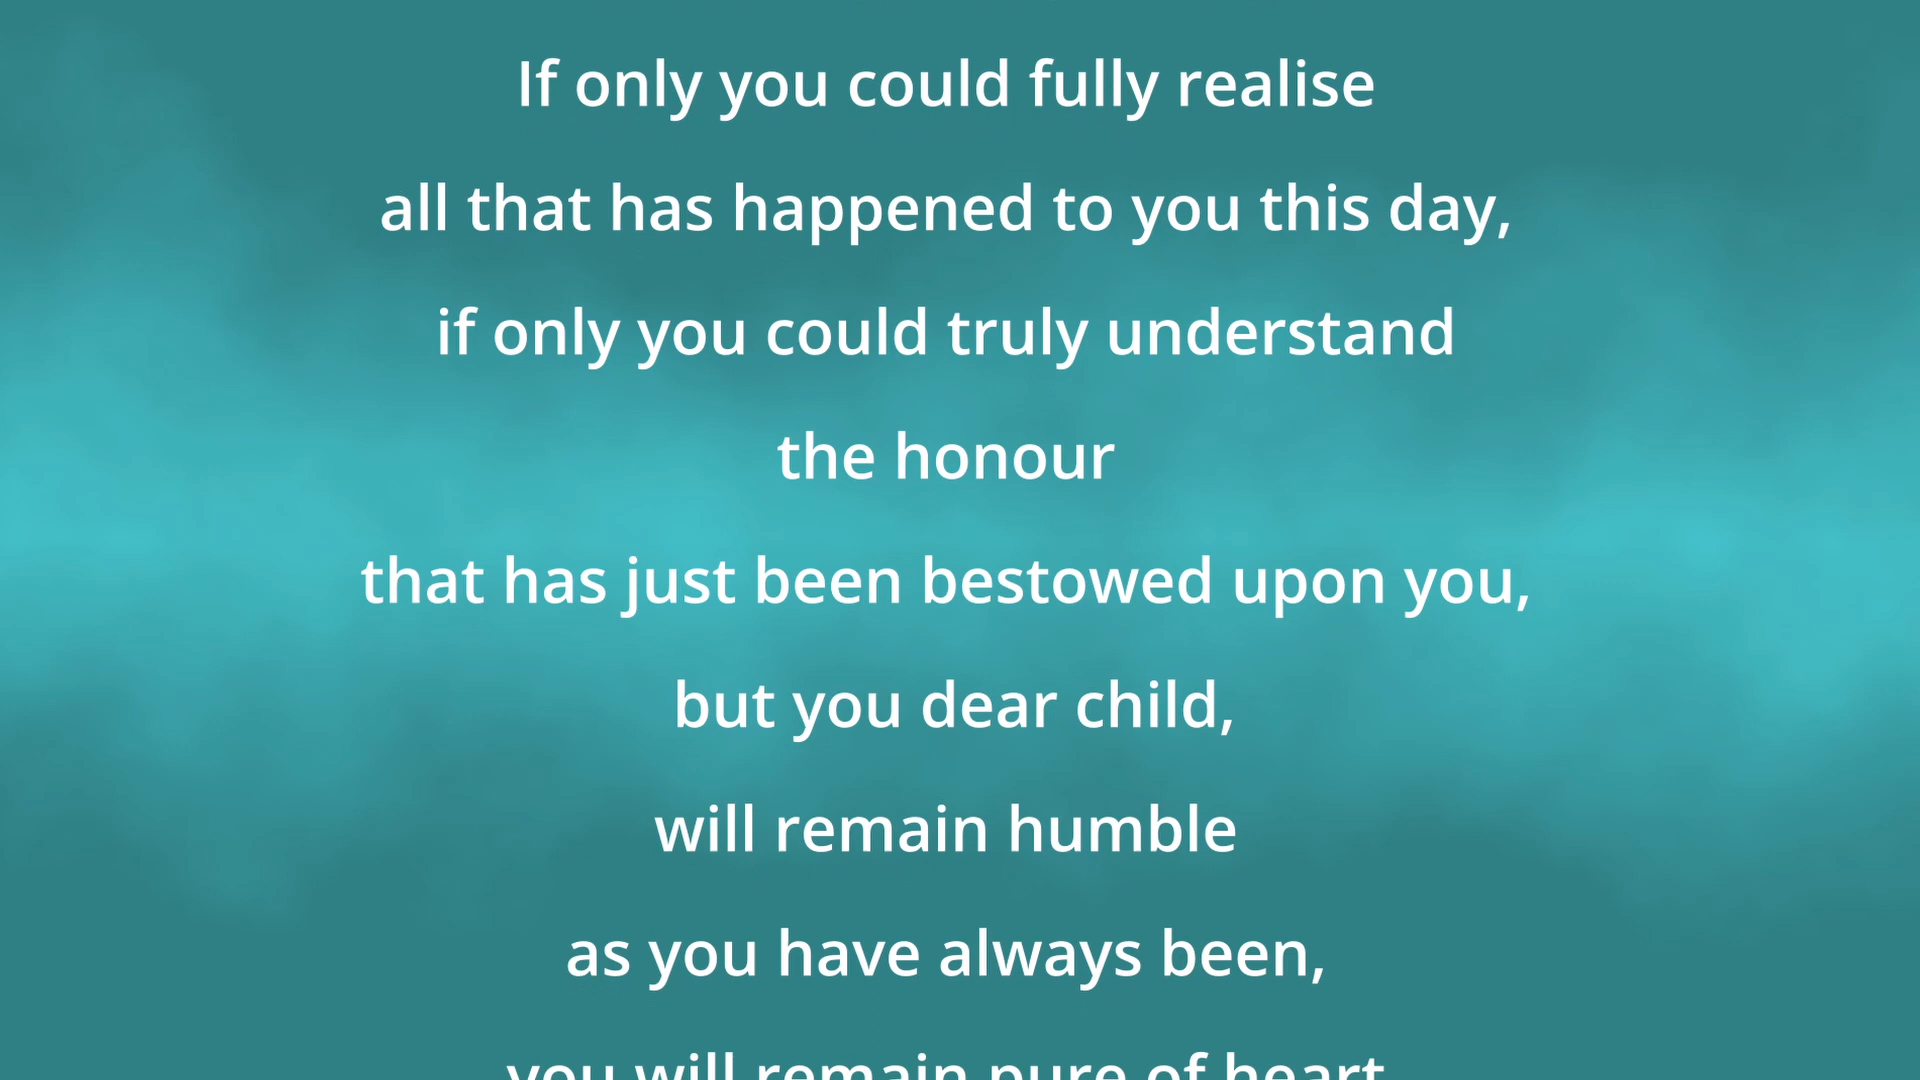 If only you could fully realise
all that has happened to you this day,
if only you could truly understand
the honour
that has just been bestowed upon you,
but you dear child,
will remain humble
as you have always been,
you will remain pure of heart